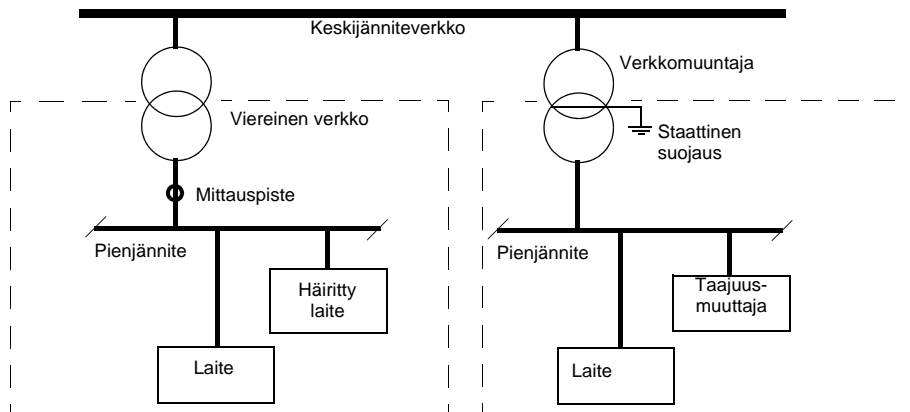 Keskijänniteverkko
Verkkomuuntaja
Viereinen verkko
Staattinen
suojaus
Mittauspiste
Pienjännite
Pienjännite
Häiritty
laite
Taajuus-
muuttaja
Laite
Laite